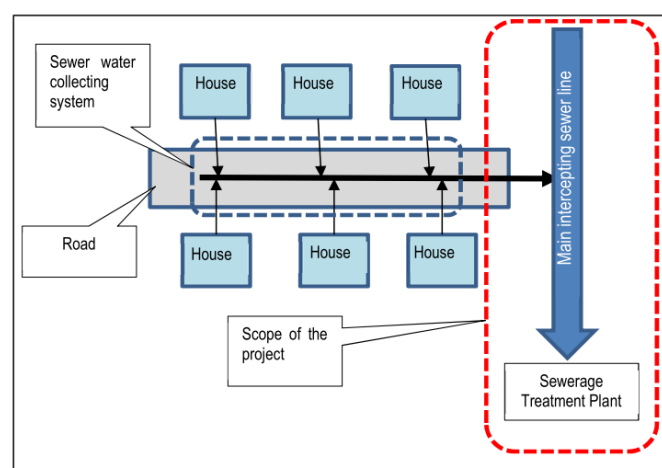 Sewer water
collecting
system
House
House
House
Main intercepting sewer line
Road
House
House
House
Scope of the
project
Sewerage
Treatment Plant